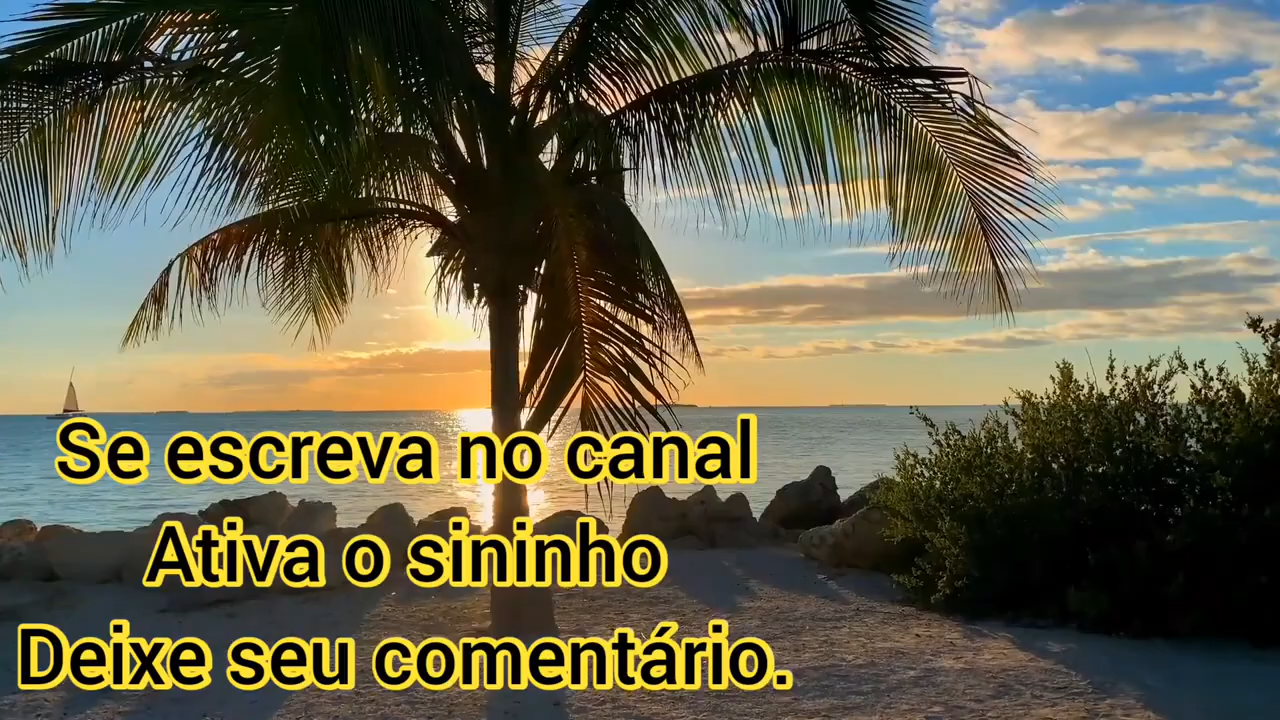 Se escreva no canal
Ativa o sininho
Deixe seu comentário.